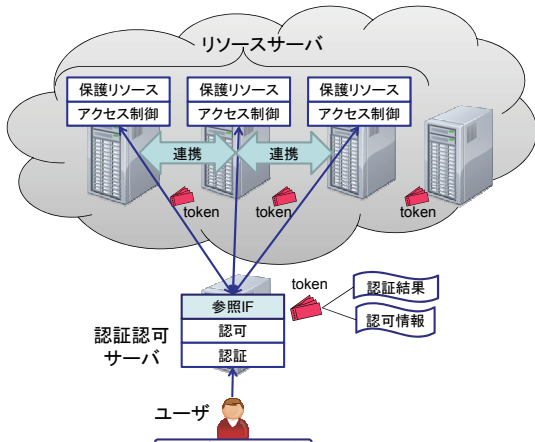 リソースサーバ
保護リソース
保護リソース
保護リソース
アクセス制御
アクセス制御
アクセス制御
連携
連携
token
token
token
token
参照IF
認可
認証
認証結果
認可情報
認証認可
サーバ
ユーザ